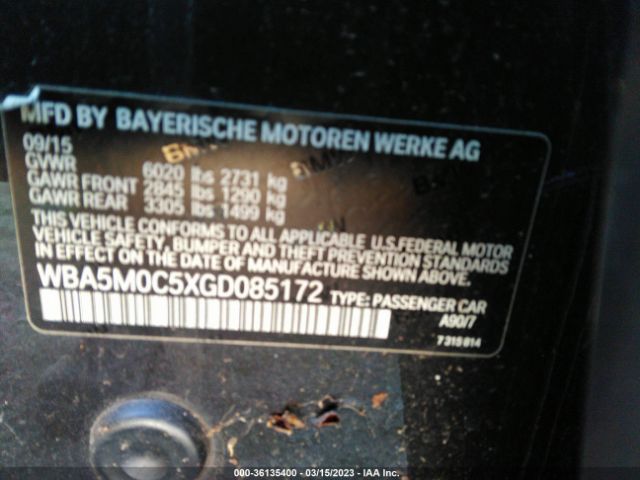 MFD BY BAYERISCHE MOTOREN WERKE AG
09/15
GVWR 6020 lbs 2731 kg
GAWR FRONT 2845 lbs 1290 kg
GAWR REAR 3305 lbs 1499 kg
THIS VEHICLE CONFORMS TO ALL APPLICABLE U.S.FEDERAL MOTOR
VEHICLE SAFETY, BUMPER AND THEFT PREVENTION STANDARDS
IN EFFECT ON THE DATE OF MANUFACTURE SHOWN ABOVE.
WBA5M0C5XGD085172 TYPE: PASSENGER CAR
A90/7
7315814
000-36135400 - 03/15/2023 - IAA Inc.